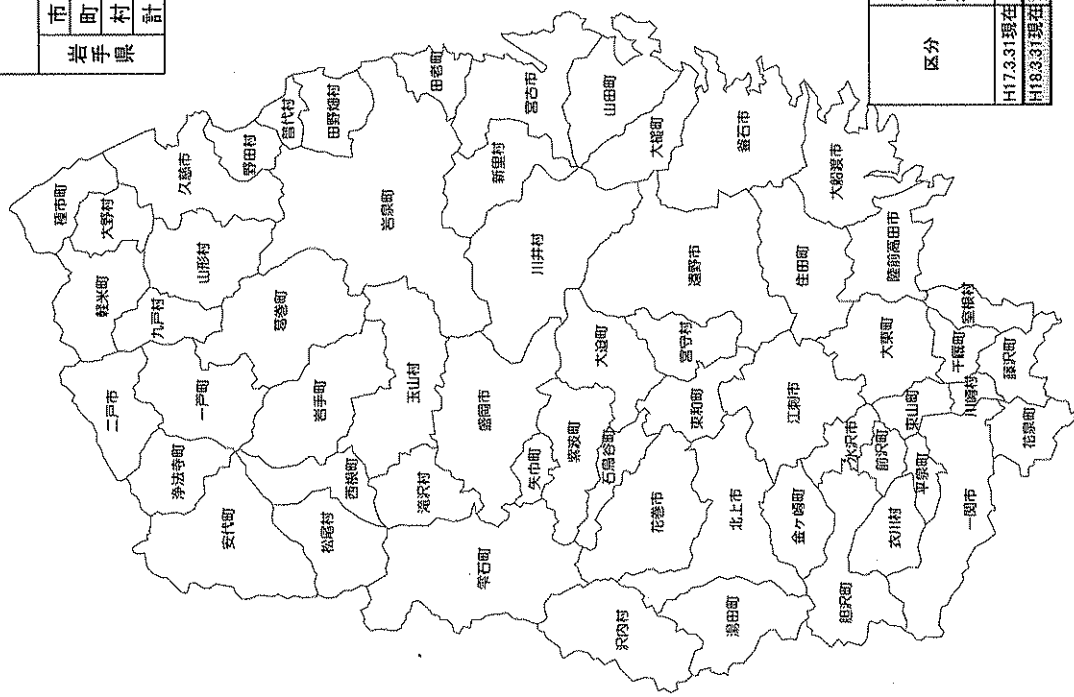 市
町
村
計
岩手県
種市町
大野村
軽米町
久慈市
二戸市
九戸村
山形村
野田村
普代村
田野畑村
浄法寺町
一戸町
葛巻町
岩泉町
田老町
安代町
岩手町
西根町
松尾村
玉山村
滝沢村
新里村
宮古市
川井村
山田町
盛岡市
雫石町
矢巾町
紫波町
大迫町
大槌町
石鳥谷町
宮守村
遠野市
釜石市
花巻市
東和町
沢内村
北上市
湯田町
江刺市
住田町
大船渡市
金ヶ崎町
水沢市
陸前高田市
胆沢町
前沢町
大東町
衣川村
平泉町
東山町
室根村
千厩町
一関市
川崎村
藤沢町
花泉町
区分
H17.3.31現在
H18.3.31現在